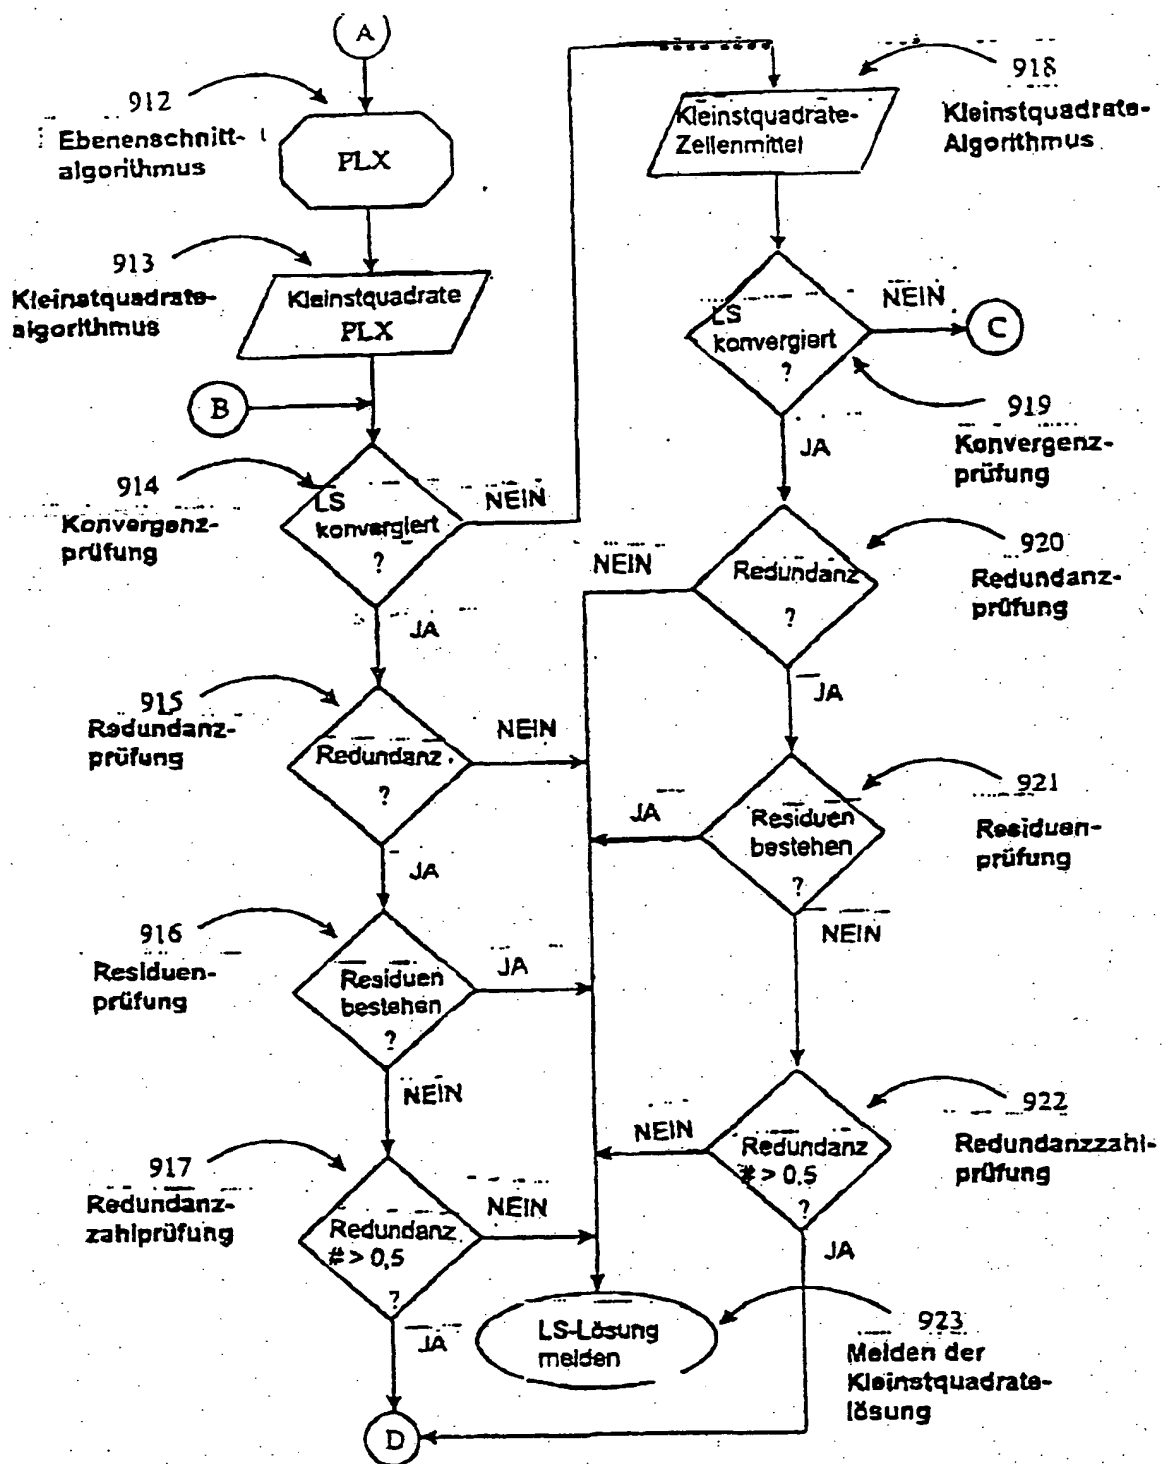 A
912
Ebenenschnitt-
algorithmus
PLX
913
Kleinstquadrate-
algorithmus
Kleinstquadrate
PLX
B
914
Konvergenz-
prüfung
LS
konvergiert
?
NEIN
JA
915
Redundanz-
prüfung
Redundanz
?
NEIN
JA
916
Residuen-
prüfung
Residuen
bestehen
?
JA
NEIN
917
Redundanz-
zahlprüfung
Redundanz
# > 0,5
?
NEIN
JA
D
918
Kleinstquadrate-
Algorithmus
Kleinstquadrate-
Zellenmittel
LS
konvergiert
?
NEIN
C
919
Konvergenz-
prüfung
JA
920
Redundanz-
prüfung
Redundanz
?
NEIN
JA
921
Residuen-
prüfung
Residuen
bestehen
?
JA
NEIN
922
Redundanzzahl-
prüfung
Redundanz
# > 0,5
?
NEIN
JA
LS-Lösung
melden
923
Melden der
Kleinstquadrate-
lösung